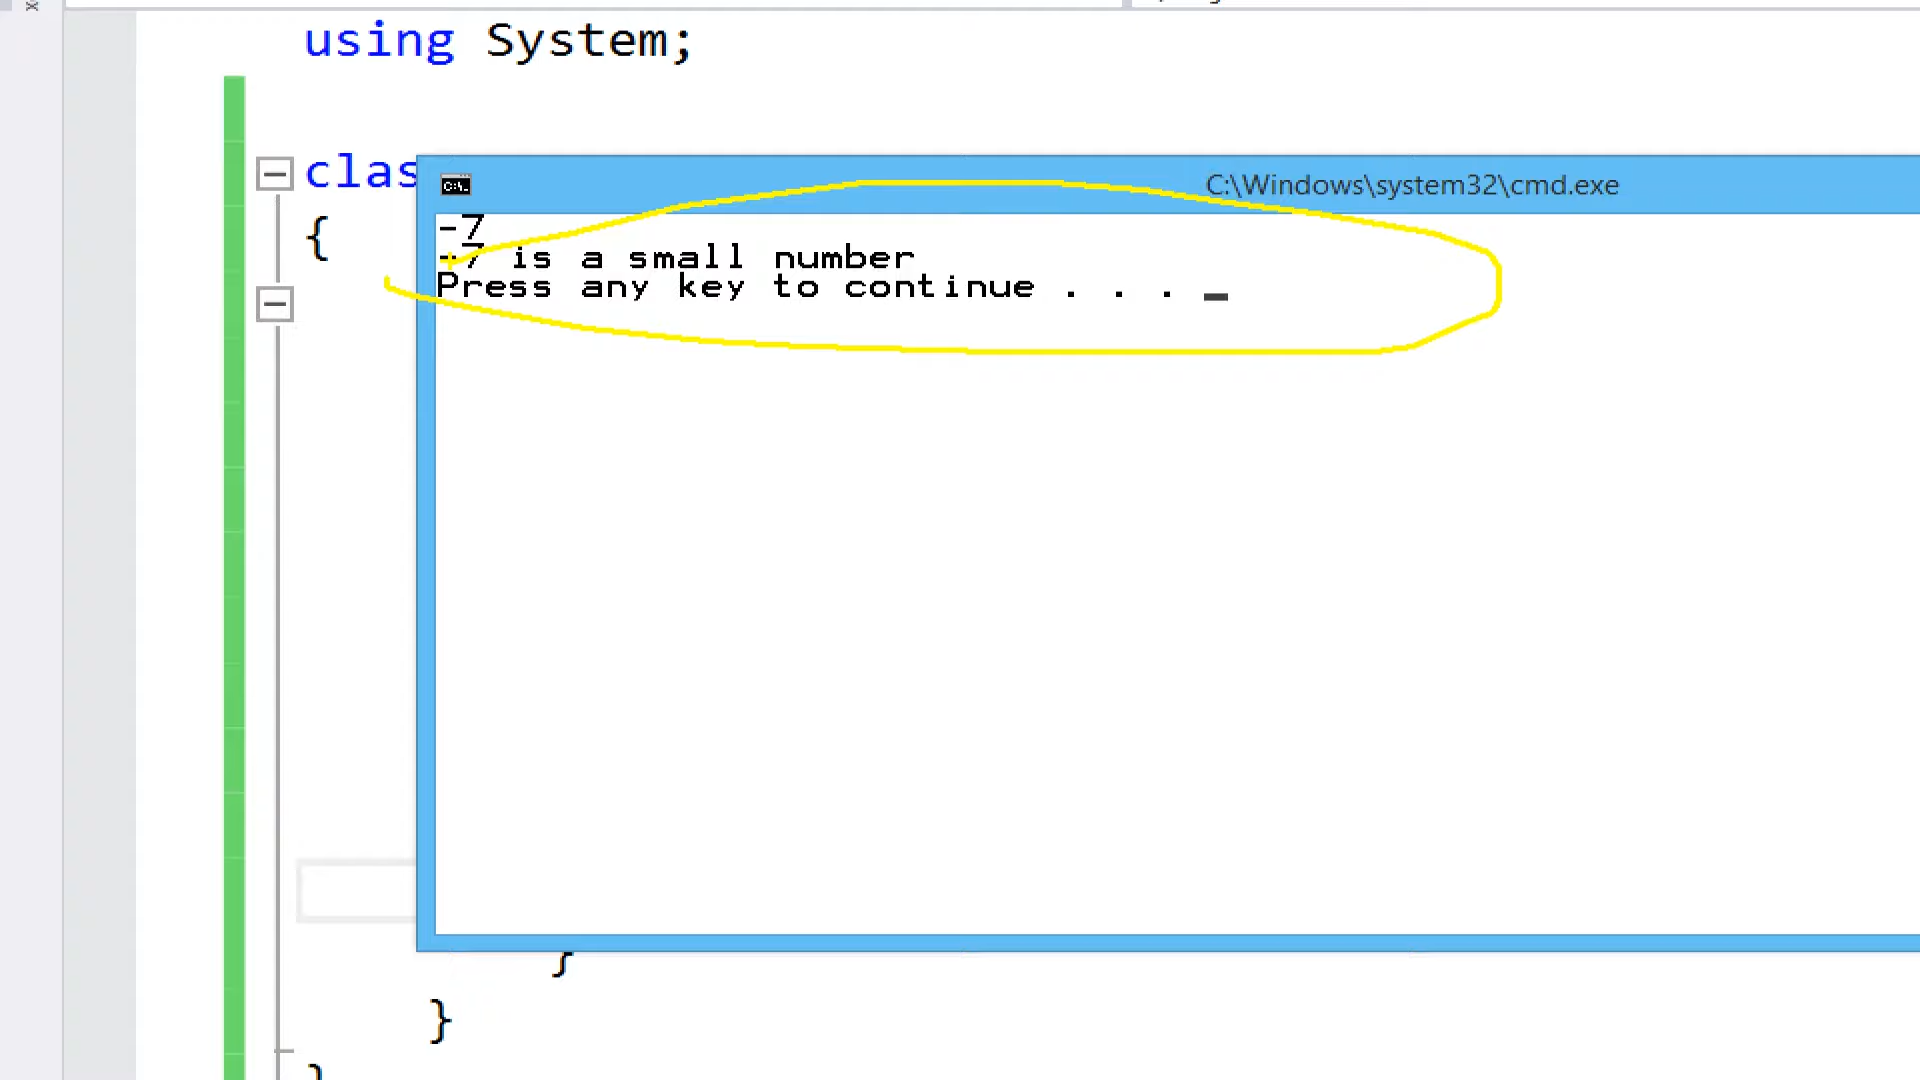 using System;
clas
{
C:\Windows\system32\cmd.exe
-7
-7 is a small number
Press any key to continue . . . _
}
}
}